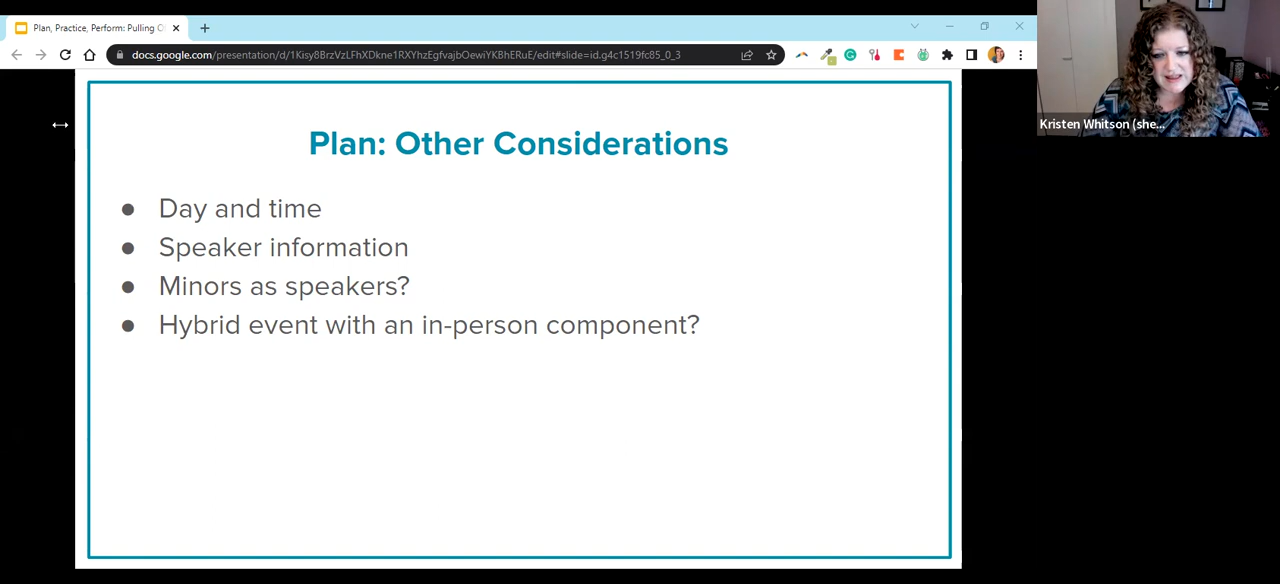 Plan, Practice, Perform: Pulling O
docs.google.com/presentation/d/1Kisy8BrzVzLFhXDkne1RXYhzEgfvajbOewiYKBhERuE/edit#slide=id.g4c1519fc85_0_3
Kristen Whitson (she...
Plan: Other Considerations
● Day and time
● Speaker information
● Minors as speakers?
● Hybrid event with an in-person component?